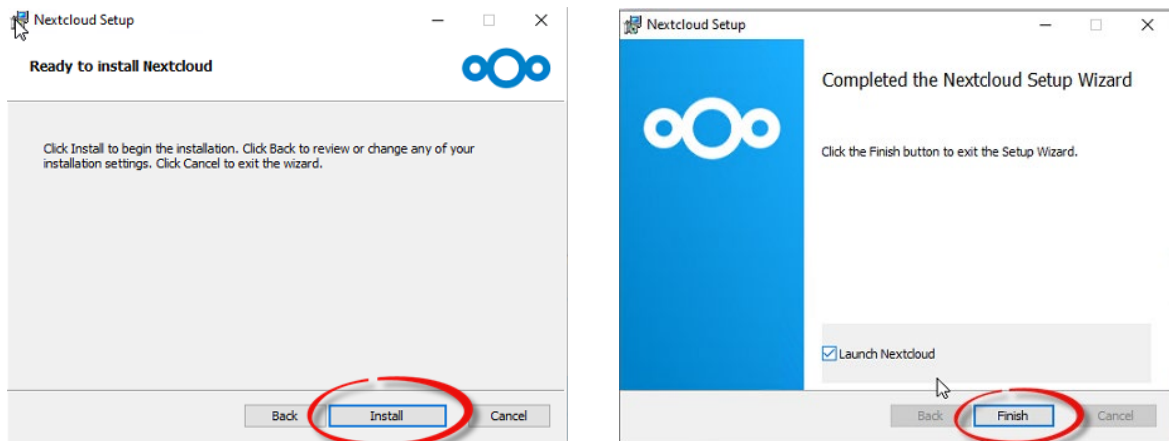 Nextcloud Setup
Ready to install Nextcloud
Click Install to begin the installation. Click Back to review or change any of your
installation settings. Click Cancel to exit the wizard.
Back
Install
Cancel
Nextcloud Setup
Completed the Nextcloud Setup Wizard
Click the Finish button to exit the Setup Wizard.
Launch Nextcloud
Back
Finish
Cancel